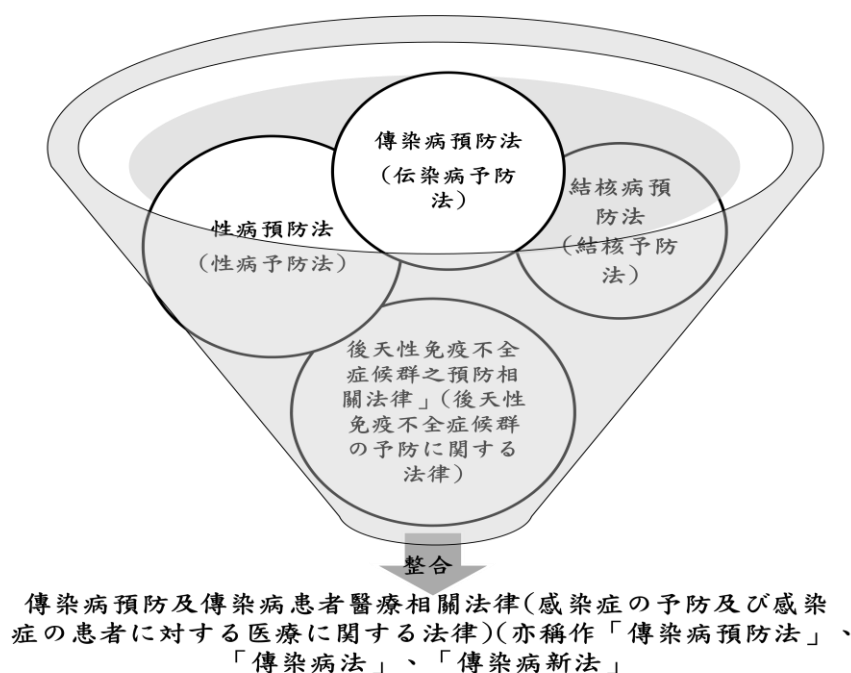 傳染病預防法
(伝染病予防
法)
性病預防法
(性病予防法)
結核病預
防法
(結核予防
法)
後天性免疫不全
症候群之預防相
關法律」(後天性
免疫不全症候群
の予防に関する
法律)
整合
傳染病預防及傳染病患者醫療相關法律(感染症の予防及び感染
症の患者に対する医療に関する法律)(亦稱作「傳染病預防法」、
「傳染病法」、「傳染病新法」